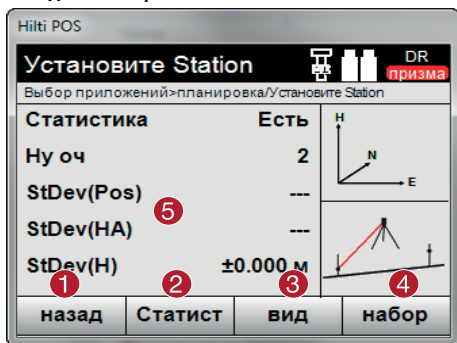 Hilti POS
Установите Station
DR
призма
Выбор приложений>планировка/Установите Station
Статистика Есть
Ну оч 2
StDev(Pos) ---
StDev(HA) ---
StDev(H) ±0.000 м
H
N
E
5
1
2
3
4
назад Статист вид набор